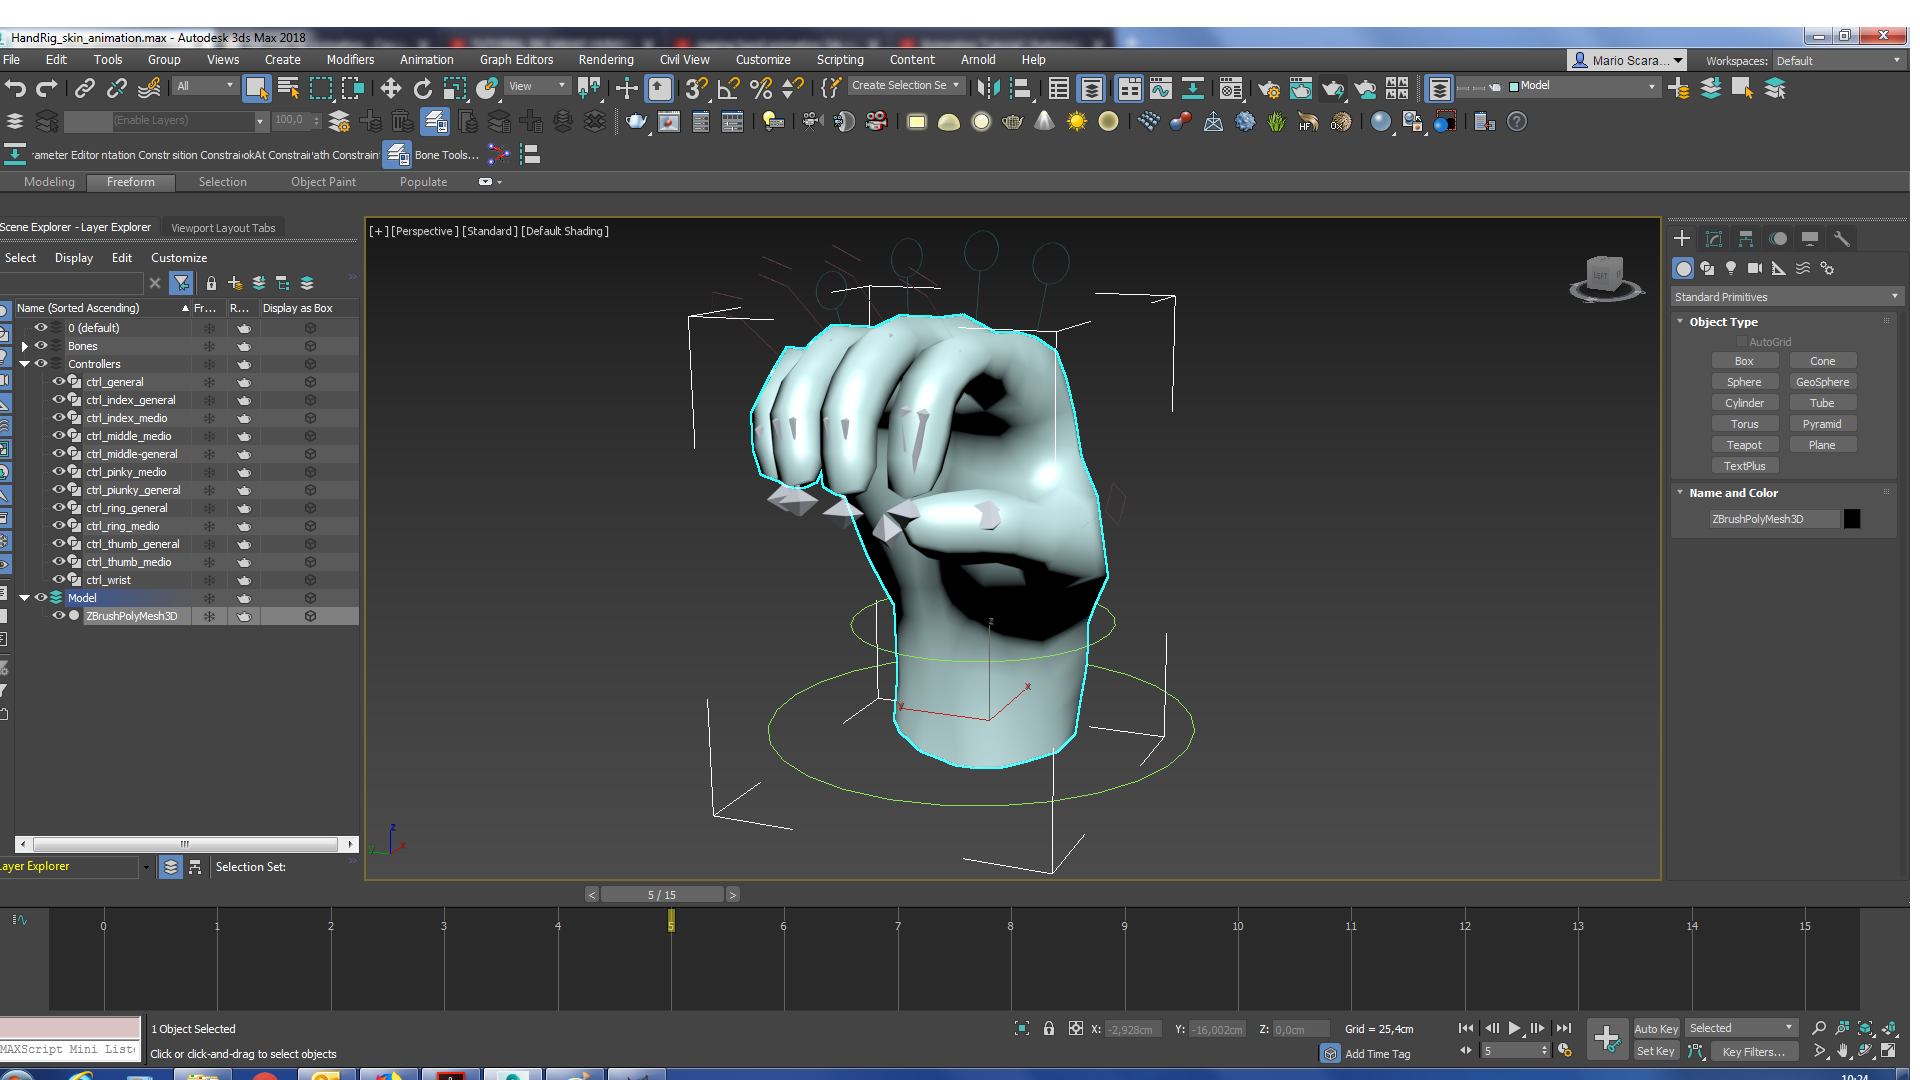 HandRig_skin_animation.max - Autodesk 3ds Max 2018
File Edit Tools Group Views Create Modifiers Animation Graph Editors Rendering Civil View Customize Scripting Content Arnold Help
Mario Scara... Workspaces: Default
All View Create Selection Se Model
(Enable Layers) 100,0
HF
rameter Editor ntation Constr sition Constrai okAt Constrai 'ath Constrain Bone Tools...
Modeling Freeform Selection Object Paint Populate
Scene Explorer - Layer Explorer Viewport Layout Tabs
Select Display Edit Customize
Name (Sorted Ascending) Fr... R... Display as Box
0 (default)
Bones
Controllers
ctrl_general
ctrl_index_general
ctrl_index_medio
ctrl_middle_medio
ctrl_middle-general
ctrl_pinky_medio
ctrl_piunky_general
ctrl_ring_general
ctrl_ring_medio
ctrl_thumb_general
ctrl_thumb_medio
ctrl_wrist
Model
ZBrushPolyMesh3D
ayer Explorer Selection Set:
[+] [Perspective] [Standard] [Default Shading]
z
x
y
z
x
Standard Primitives
Object Type
AutoGrid
Box Cone
Sphere GeoSphere
Cylinder Tube
Torus Pyramid
Teapot Plane
TextPlus
Name and Color
ZBrushPolyMesh3D
< 5 / 15 >
0 1 2 3 4 5 6 7 8 9 10 11 12 13 14 15
1 Object Selected X: -2,928cm Y: -16,002cm Z: 0,0cm Grid = 25,4cm Auto Key Selected
MAXScript Mini List Click or click-and-drag to select objects Add Time Tag 5 Set Key Key Filters...
10:24